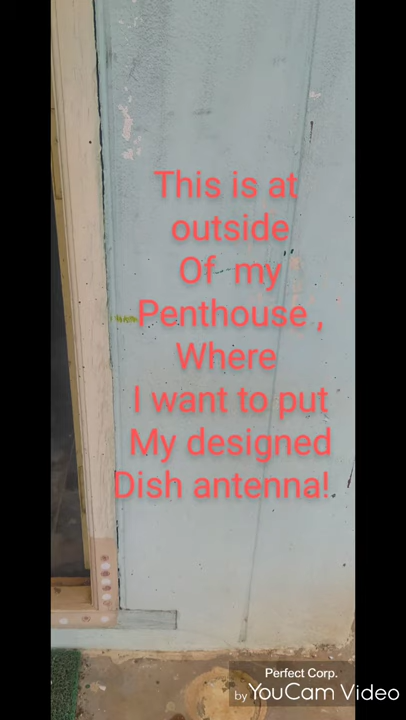 This is at
outside
Of my
Penthouse ,
Where
I want to put
My designed
Dish antenna!
Perfect Corp.
by YouCam Video